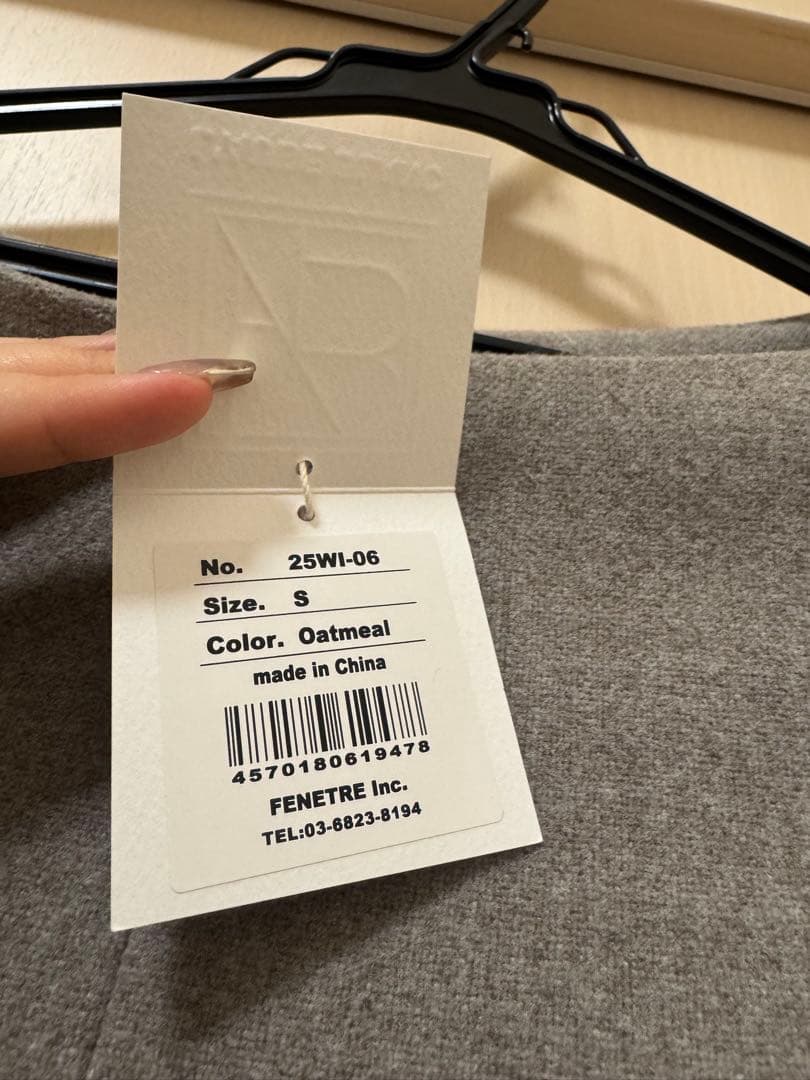 No. 25WI-06
Size. S
Color. Oatmeal
made in China
4570180619478
FENETRE Inc.
TEL:03-6823-8194